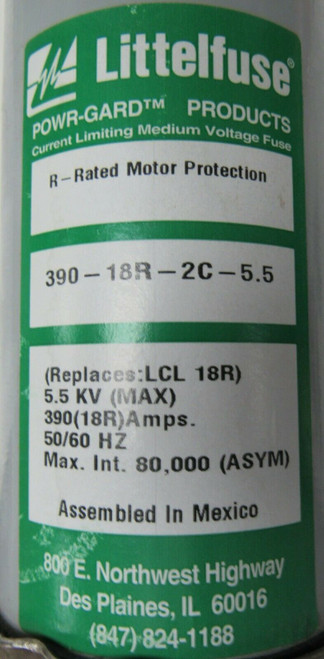 Littelfuse®
POWR-GARD™ PRODUCTS
Current Limiting Medium Voltage Fuse
R-Rated Motor Protection
390-18R-2C-5.5
(Replaces:LCL 18R)
5.5 KV (MAX)
390(18R)Amps.
50/60 HZ
Max. Int. 80,000 (ASYM)
Assembled In Mexico
800 E. Northwest Highway
Des Plaines, IL 60016
(847) 824-1188